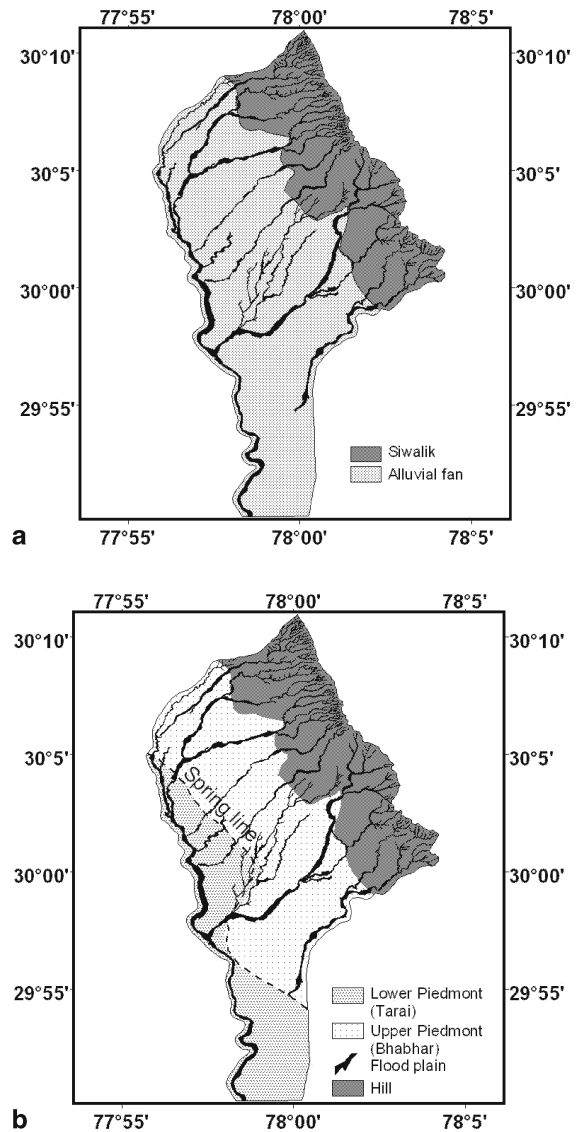 77°55' 78°00' 78°5'
30°10' 30°10'
30°5' 30°5'
30°00' 30°00'
29°55' 29°55'
Siwalik
Alluvial fan
77°55' 78°00' 78°5'
a
77°55' 78°00' 78°5'
30°10' 30°10'
30°5' 30°5'
Spring line
30°00' 30°00'
29°55' 29°55'
Lower Piedmont
(Tarai)
Upper Piedmont
(Bhabhar)
Flood plain
Hill
77°55' 78°00' 78°5'
b